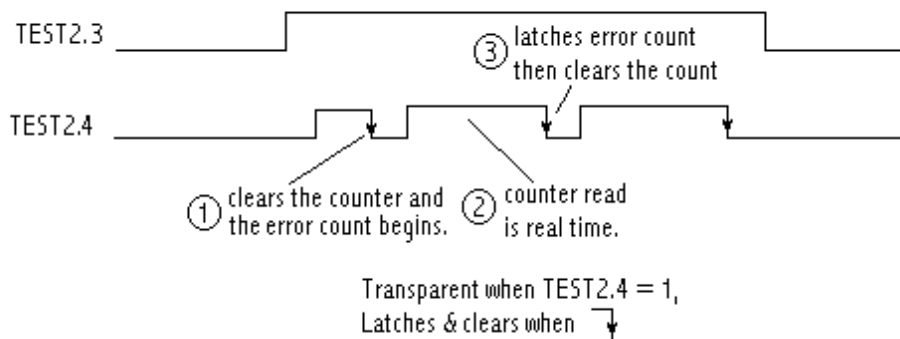 TEST2.3
③ latches error count
then clears the count
TEST2.4
① clears the counter and
the error count begins.
② counter read
is real time.
Transparent when TEST2.4 = 1,
Latches & clears when